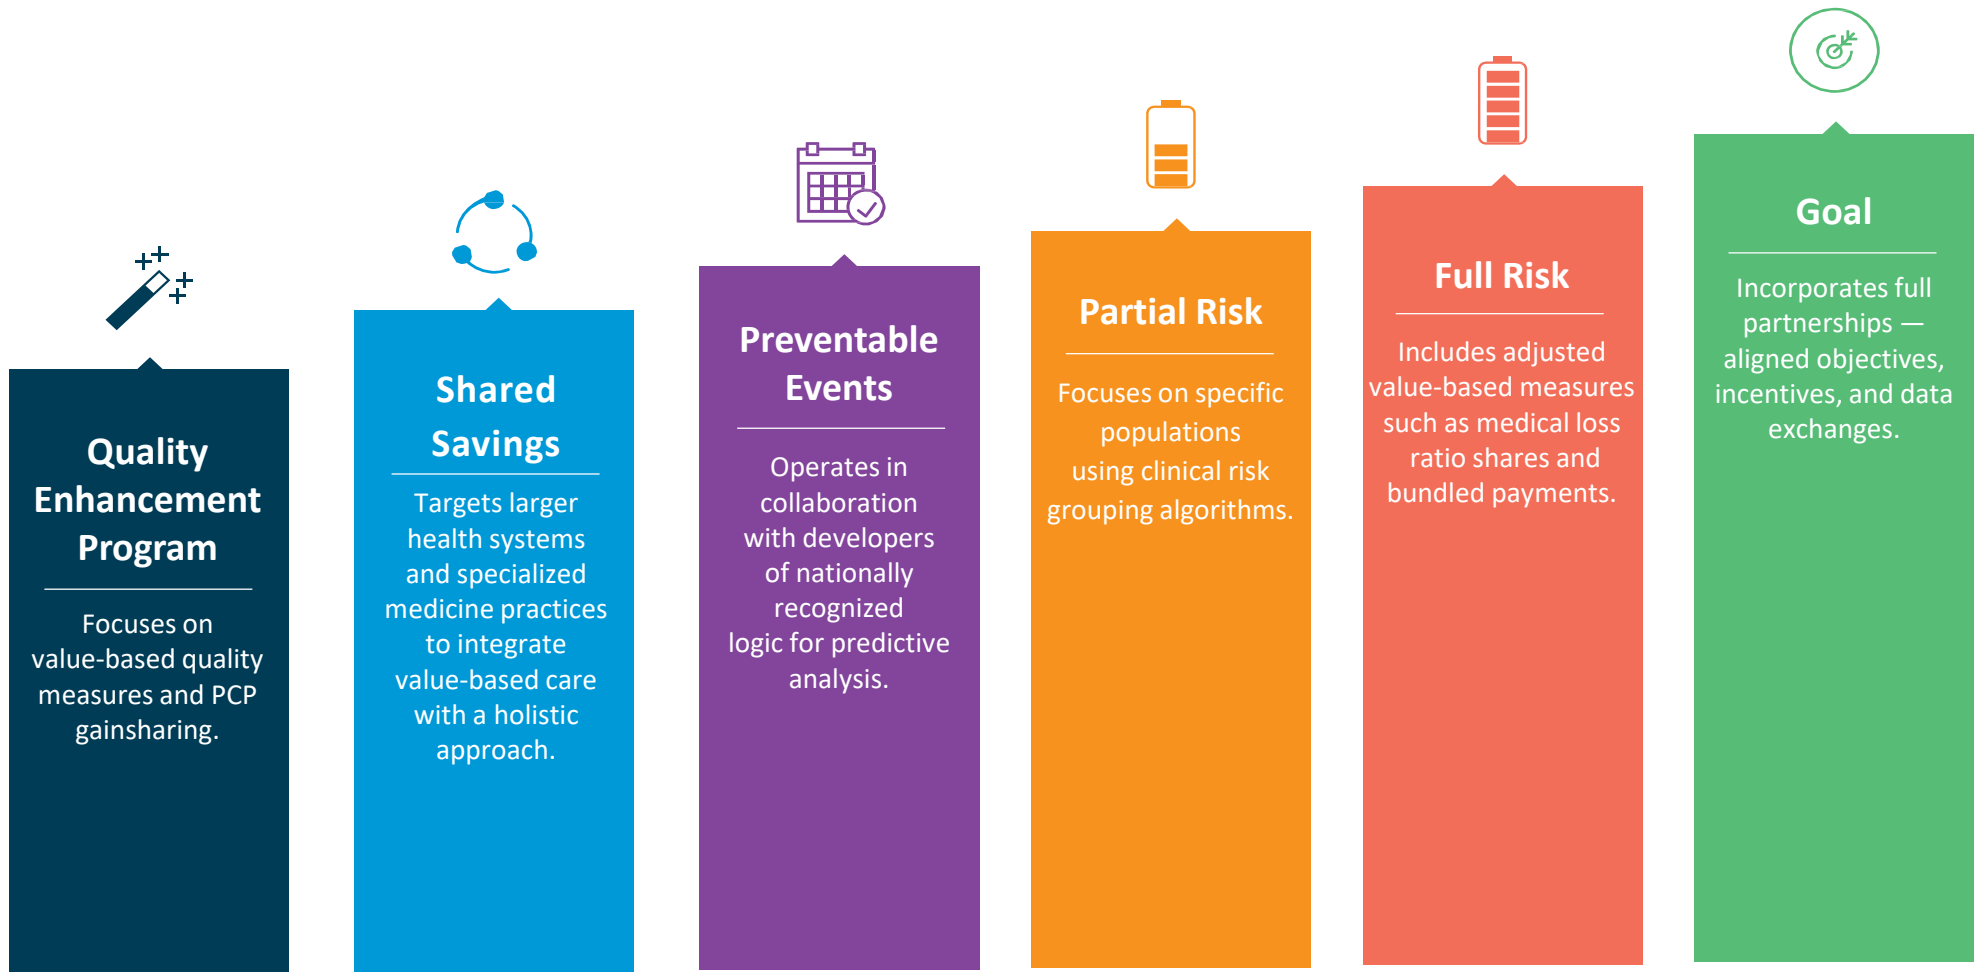 Quality
Enhancement
Program
Focuses on
value-based quality
measures and PCP
gainsharing.
Shared
Savings
Targets larger
health systems
and specialized
medicine practices
to integrate
value-based care
with a holistic
approach.
Preventable
Events
Operates in
collaboration
with developers
of nationally
recognized
logic for predictive
analysis.
Partial Risk
Focuses on specific
populations
using clinical risk
grouping algorithms.
Full Risk
Includes adjusted
value-based measures
such as medical loss
ratio shares and
bundled payments.
Goal
Incorporates full
partnerships —
aligned objectives,
incentives, and data
exchanges.